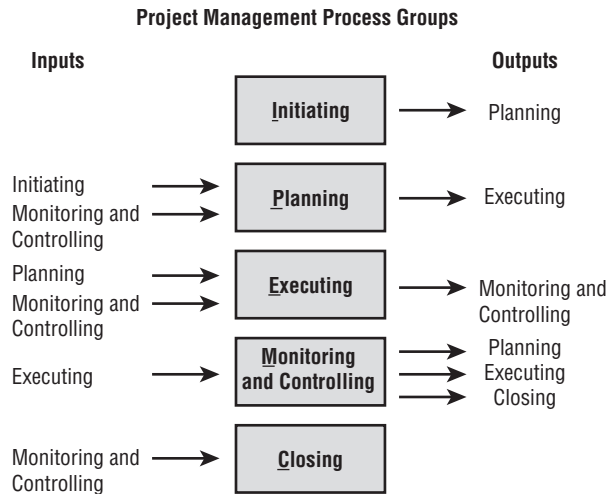 Project Management Process Groups
Inputs
Outputs
Initiating
Planning
Initiating
Monitoring and
Controlling
Planning
Executing
Planning
Monitoring and
Controlling
Executing
Monitoring and
Controlling
Executing
Monitoring
and Controlling
Planning
Executing
Closing
Monitoring and
Controlling
Closing